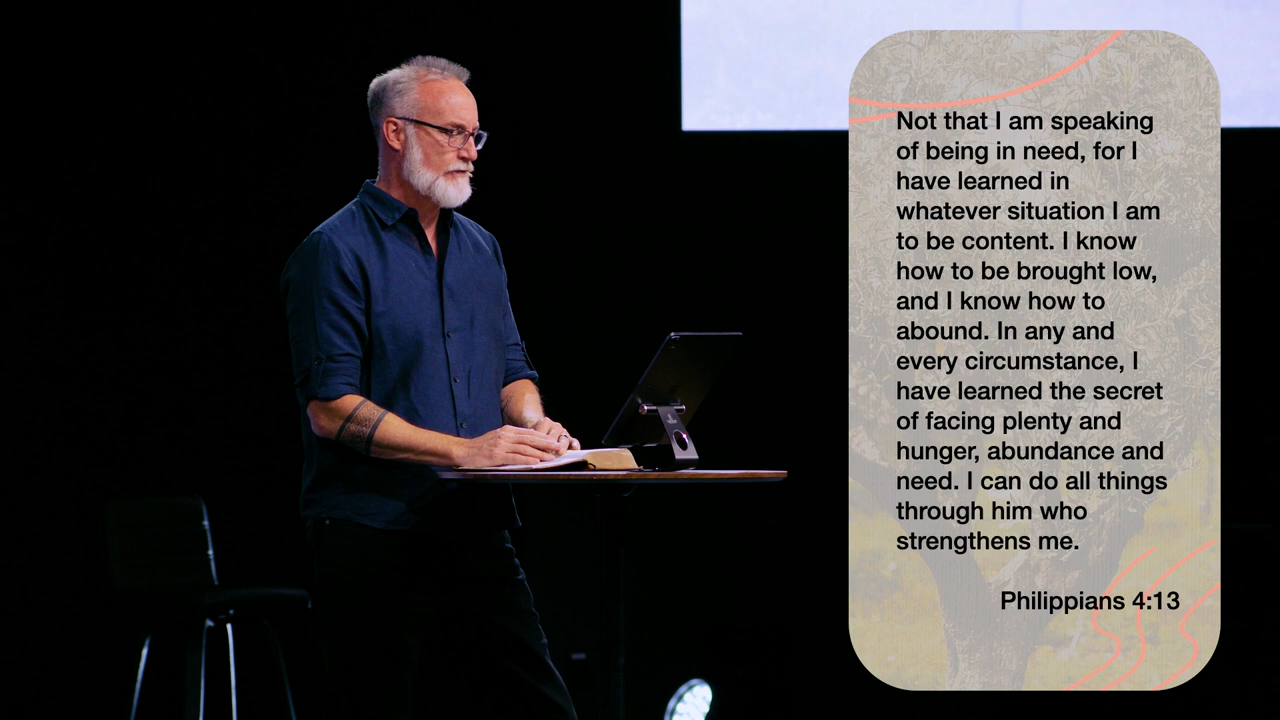 Not that I am speaking
of being in need, for I
have learned in
whatever situation I am
to be content. I know
how to be brought low,
and I know how to
abound. In any and
every circumstance, I
have learned the secret
of facing plenty and
hunger, abundance and
need. I can do all things
through him who
strengthens me.
Philippians 4:13